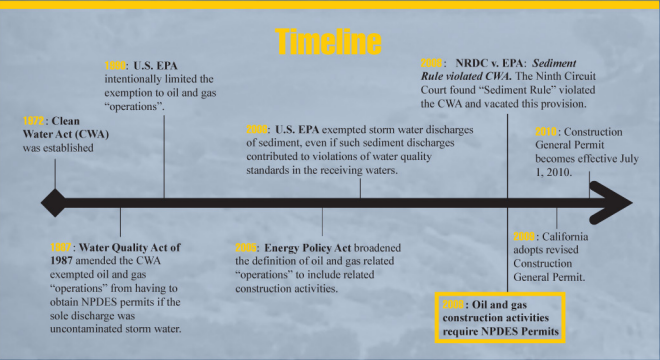 Timeline
1972: Clean
Water Act (CWA)
was established
: U.S. EPA
intentionally limited the
exemption to oil and gas
“operations”.
1987: Water Quality Act of
1987 amended the CWA
exempted oil and gas
“operations” from having to
obtain NPDES permits if the
sole discharge was
uncontaminated storm water.
: U.S. EPA exempted storm water discharges
of sediment, even if such sediment discharges
contributed to violations of water quality
standards in the receiving waters.
2005: Energy Policy Act broadened
the definition of oil and gas related
“operations” to include related
construction activities.
2008: NRDC v. EPA: Sediment
Rule violated CWA. The Ninth Circuit
Court found “Sediment Rule” violated
the CWA and vacated this provision.
: Oil and gas
construction activities
require NPDES Permits
2009: California
adopts revised
Construction
General Permit.
2010: Construction
General Permit
becomes effective July
1, 2010.